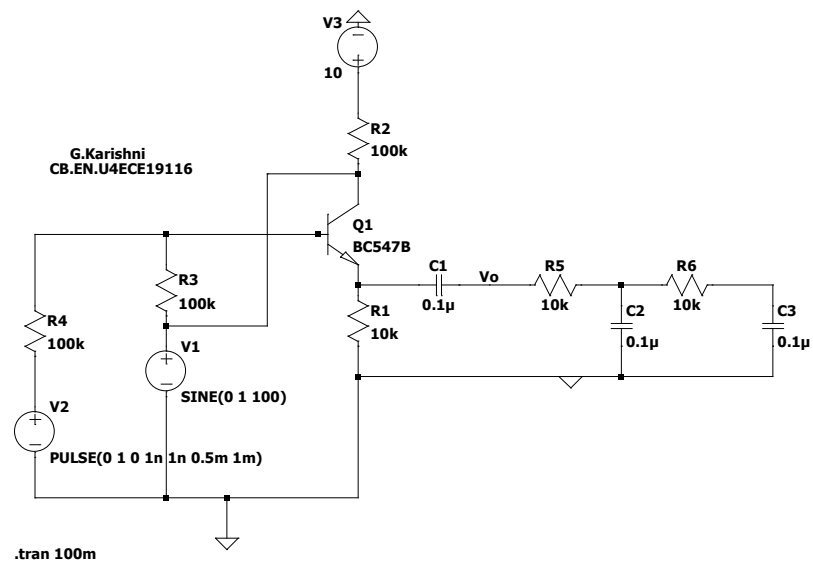 V3
10
R2
100k
G.Karishni
CB.EN.U4ECE19116
Q1
BC547B
R3
100k
C1
0.1µ
Vo
R5
10k
R6
10k
R4
100k
R1
10k
C2
0.1µ
C3
0.1µ
V1
SINE(0 1 100)
V2
PULSE(0 1 0 1n 1n 0.5m 1m)
.tran 100m